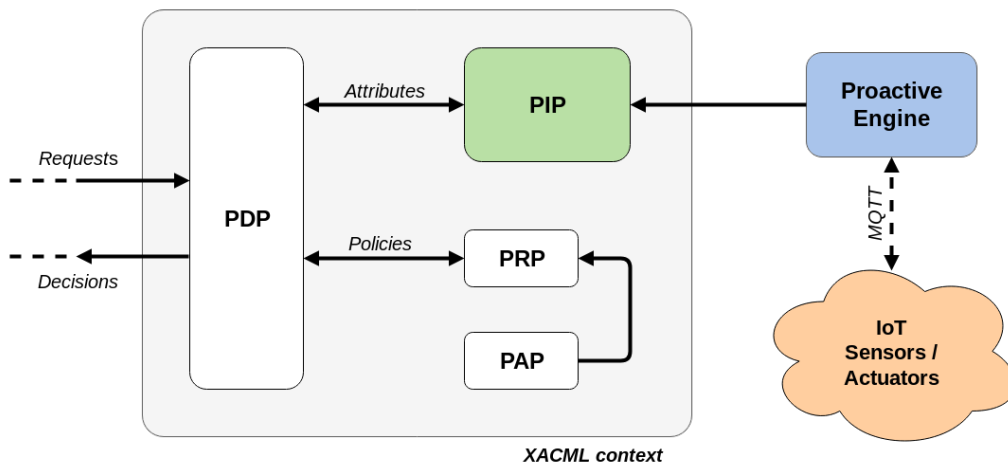 Attributes
PIP
Proactive
Engine
Requests
PDP
MQTT
Policies
PRP
Decisions
IoT
Sensors /
Actuators
PAP
XACML context